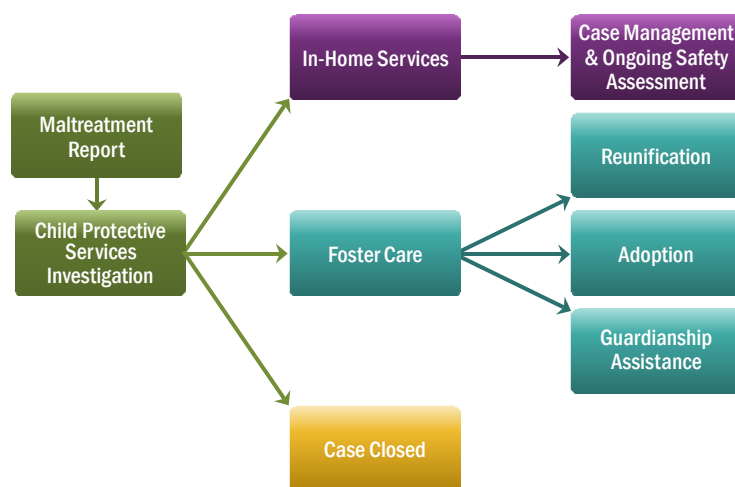 Maltreatment
Report
Child Protective
Services
Investigation
In-Home Services
Case Management
& Ongoing Safety
Assessment
Foster Care
Reunification
Adoption
Guardianship
Assistance
Case Closed